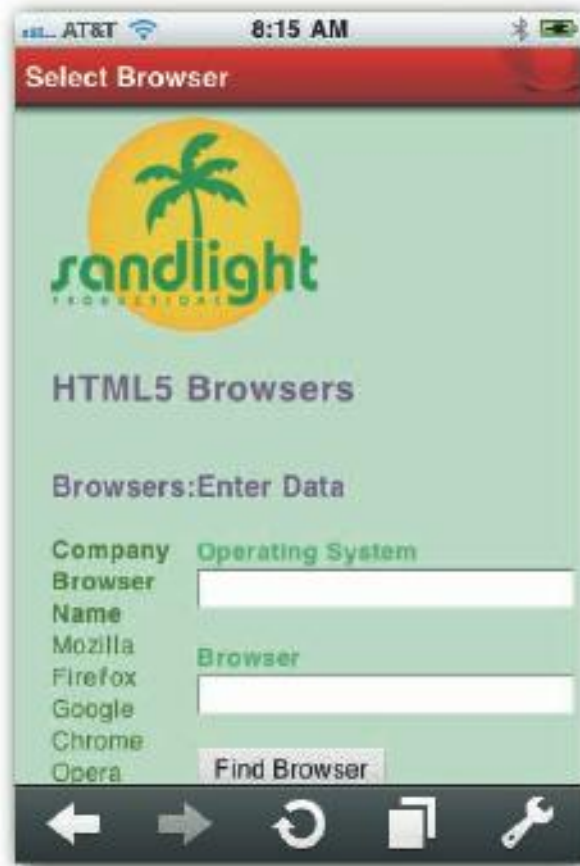 AT&T 8:15 AM
Select Browser
sandlight
PRODUCTIONS
HTML5 Browsers
Browsers:Enter Data
Company
Browser
Name
Mozilla
Firefox
Google
Chrome
Opera
Operating System
Browser
Find Browser